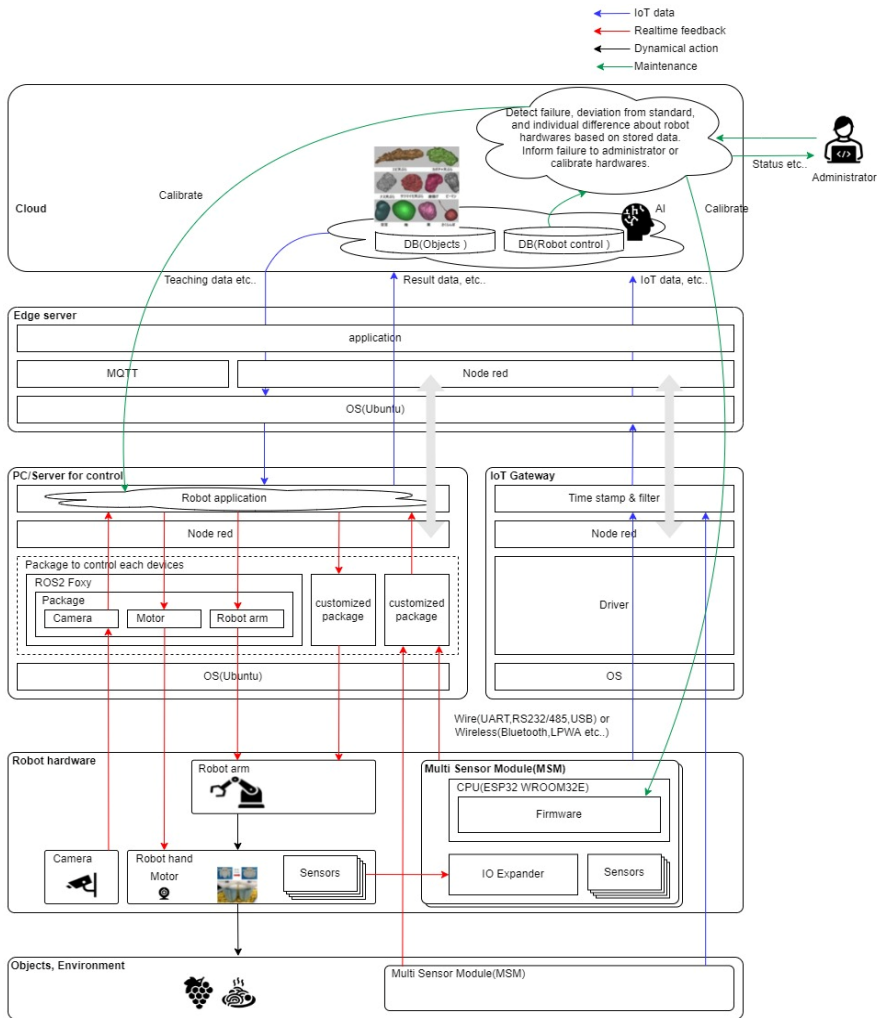 IoT data
Realtime feedback
Dynamical action
Maintenance
Detect failure, deviation from standard,
and individual difference about robot
hardwares based on stored data.
Inform failure to administrator or
calibrate hardwares.
Status etc..
Administrator
Calibrate
Cloud
AI
Calibrate
DB(Objects )
DB(Robot control )
Teaching data etc..
Result data, etc..
IoT data, etc..
Edge server
application
MQTT
Node red
OS(Ubuntu)
PC/Server for control
Robot application
Node red
Package to control each devices
ROS2 Foxy
Package
Camera
Motor
Robot arm
customized
package
customized
package
OS(Ubuntu)
IoT Gateway
Time stamp & filter
Node red
Driver
OS
Wire(UART,RS232/485,USB) or
Wireless(Bluetooth,LPWA etc..)
Robot hardware
Robot arm
Multi Sensor Module(MSM)
CPU(ESP32 WROOM32E)
Firmware
Camera
Robot hand
Motor
Sensors
IO Expander
Sensors
Objects, Environment
Multi Sensor Module(MSM)